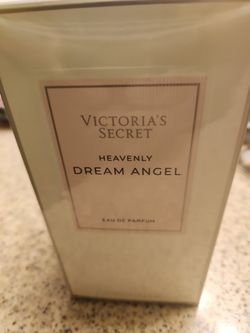 VICTORIA'S
SECRET
HEAVENLY
DREAM ANGEL
EAU DE PARFUM